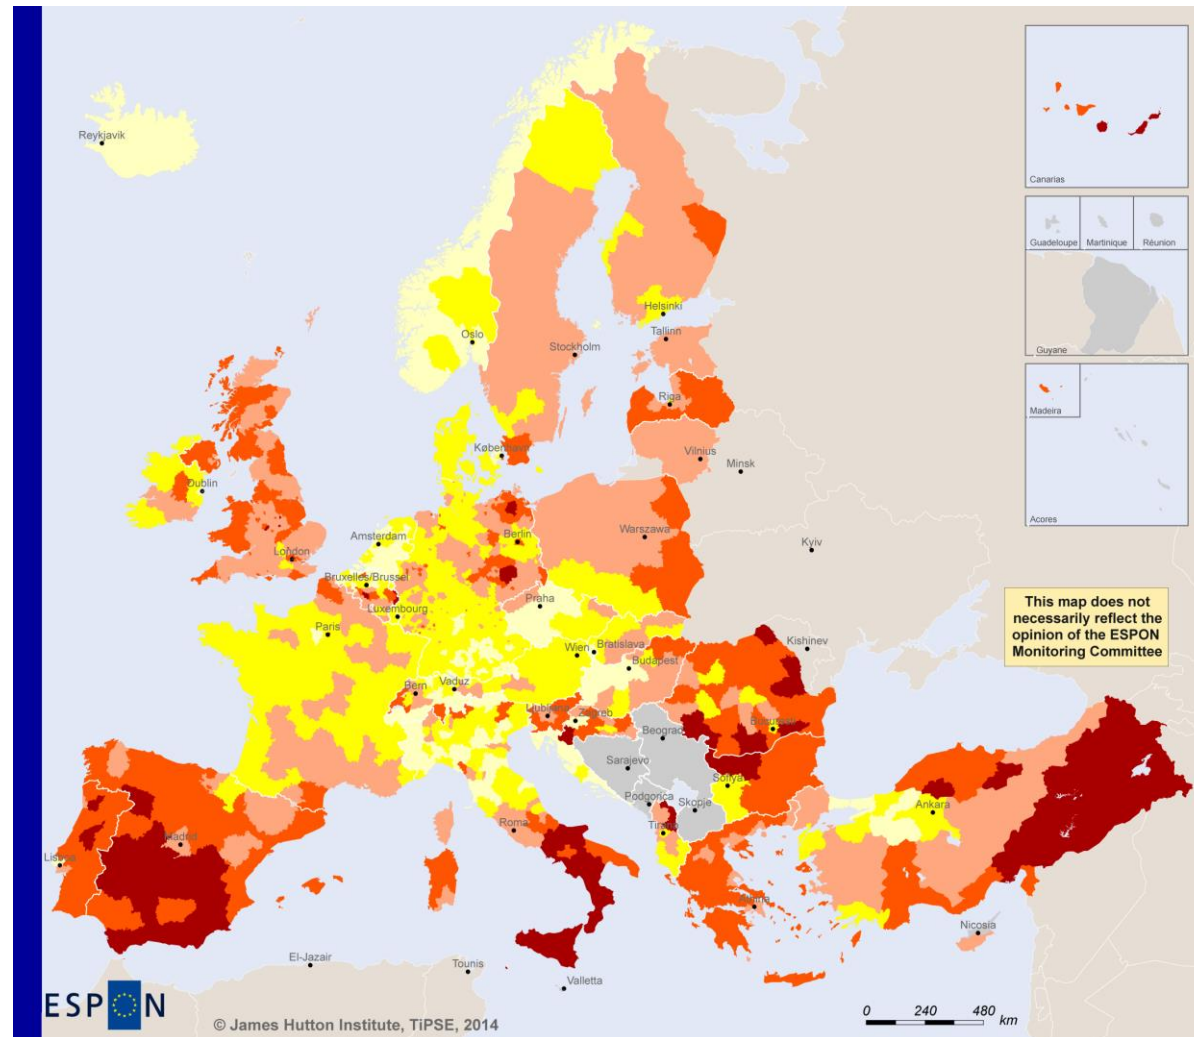 Reykjavik
Canarias
Guadeloupe
Martinique
Réunion
Guyane
Madeira
Acores
Oslo
Helsinki
Tallinn
Stockholm
Riga
København
Vilnius
Minsk
Dublin
Amsterdam
Berlin
Warszawa
London
Bruxelles/Brussel
Kyiv
Luxembourg
Praha
Paris
This map does not
necessarily reflect the
opinion of the ESPON
Monitoring Committee
Wien
Bratislava
Kishinev
Budapest
Vaduz
Bern
Ljubljana
Zagreb
Beograd
Bucuresti
Sarajevo
Sofiya
Podgorica
Skopje
Ankara
Roma
Tirana
Madrid
Lisboa
Athina
Nicosia
El-Jazair
Tounis
Valletta
ESPON
© James Hutton Institute, TiPSE, 2014
0 240 480
km